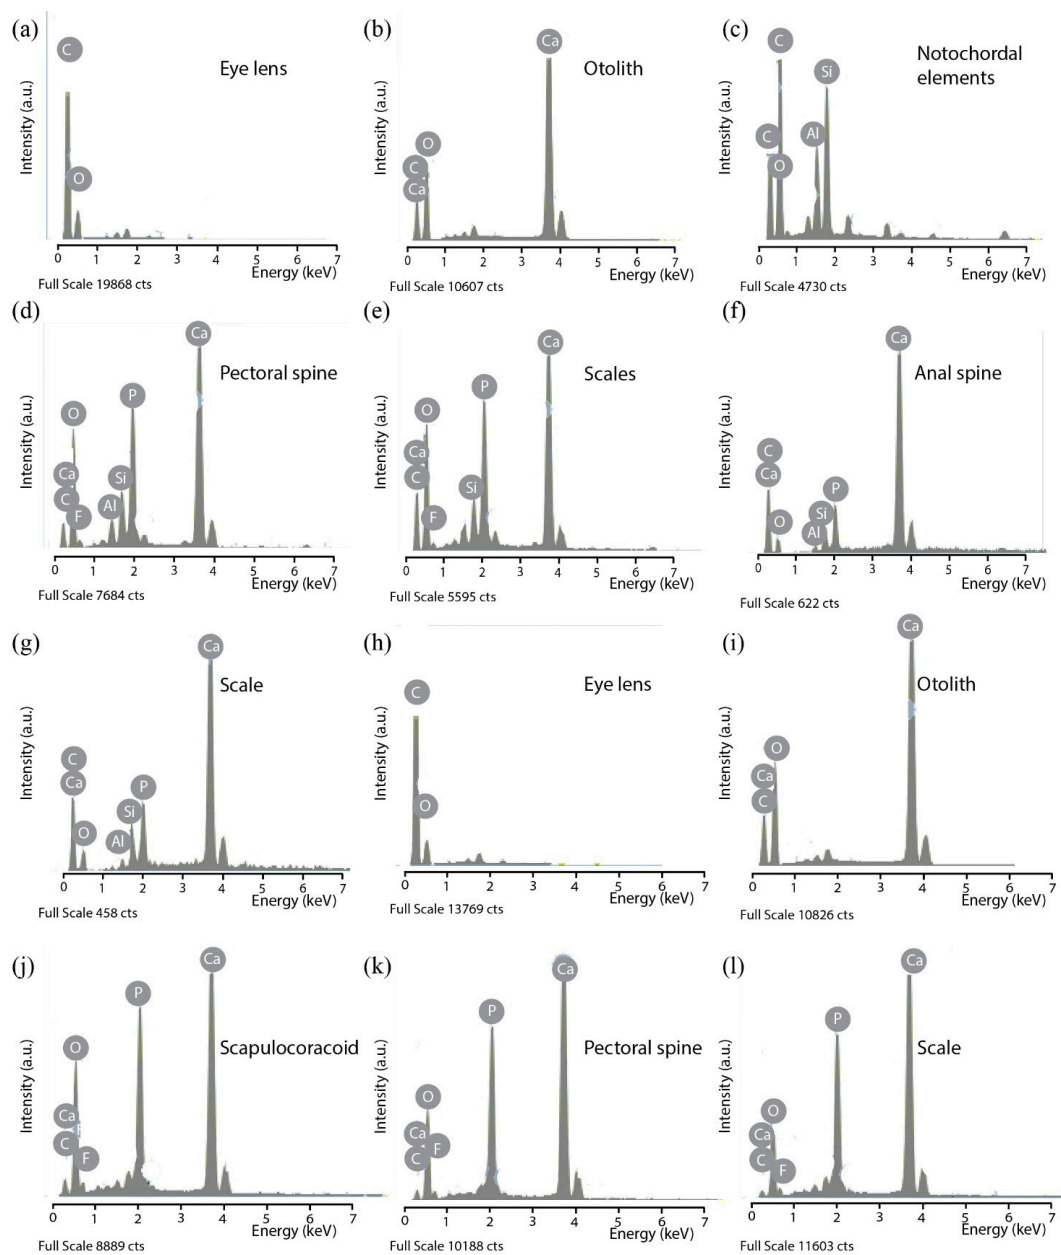 (a)
C
O
Eye lens
Intensity (a.u.)
0 1 2 3 4 5 6 7
Energy (keV)
Full Scale 19868 cts
(b)
Ca
O
C
Ca
Otolith
Intensity (a.u.)
0 1 2 3 4 5 6 7
Energy (keV)
Full Scale 10607 cts
(c)
C
Si
C
Al
O
Notochordal
elements
Intensity (a.u.)
0 1 2 3 4 5 6 7
Energy (keV)
Full Scale 4730 cts
(d)
Ca
P
O
Ca
Si
C
Al
F
Pectoral spine
Intensity (a.u.)
0 1 2 3 4 5 6 7
Energy (keV)
Full Scale 7684 cts
(e)
Ca
P
O
Ca
C
Si
F
Scales
Intensity (a.u.)
0 1 2 3 4 5 6 7
Energy (keV)
Full Scale 5595 cts
(f)
Ca
C
Ca
P
O
Si
Al
Anal spine
Intensity (a.u.)
0 1 2 3 4 5 6 7
Energy (keV)
Full Scale 622 cts
(g)
Ca
C
Ca
P
Si
O
Al
Scale
Intensity (a.u.)
0 1 2 3 4 5 6 7
Energy (keV)
Full Scale 458 cts
(h)
C
O
Eye lens
Intensity (a.u.)
0 1 2 3 4 5 6 7
Energy (keV)
Full Scale 13769 cts
(i)
Ca
O
Ca
C
Otolith
Intensity (a.u.)
0 1 2 3 4 5 6 7
Energy (keV)
Full Scale 10826 cts
(j)
Ca
P
O
Ca
C
F
Scapulocoracoid
Intensity (a.u.)
0 1 2 3 4 5 6 7
Energy (keV)
Full Scale 8889 cts
(k)
Ca
P
O
Ca
F
C
Pectoral spine
Intensity (a.u.)
0 1 2 3 4 5 6 7
Energy (keV)
Full Scale 10188 cts
(l)
Ca
P
O
Ca
C
F
Scale
Intensity (a.u.)
0 1 2 3 4 5 6 7
Energy (keV)
Full Scale 11603 cts